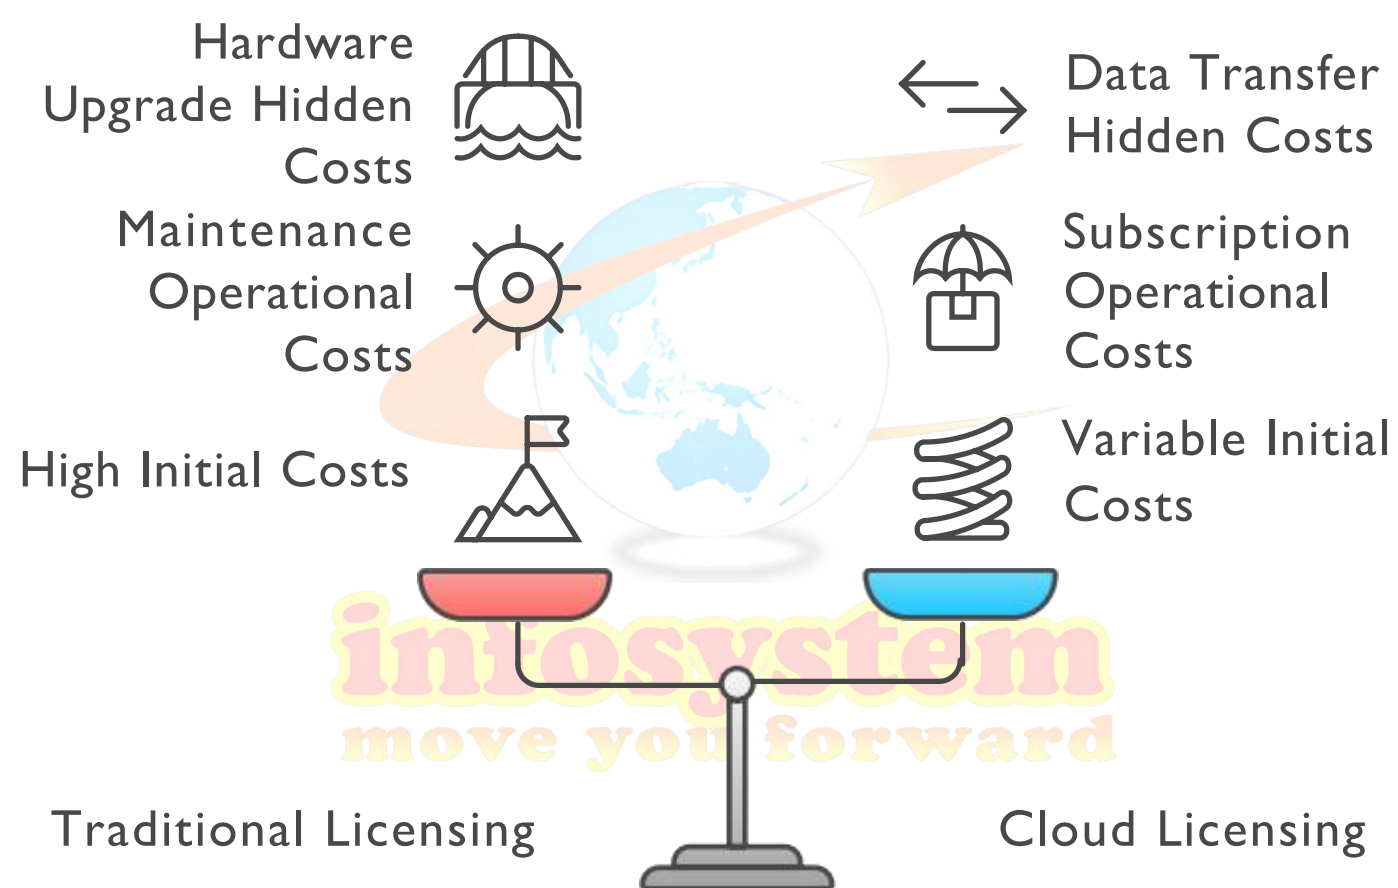 Hardware
Upgrade Hidden
Costs
Maintenance
Operational
Costs
High Initial Costs
Data Transfer
Hidden Costs
Subscription
Operational
Costs
Variable Initial
Costs
infosystem
move you forward
Traditional Licensing
Cloud Licensing